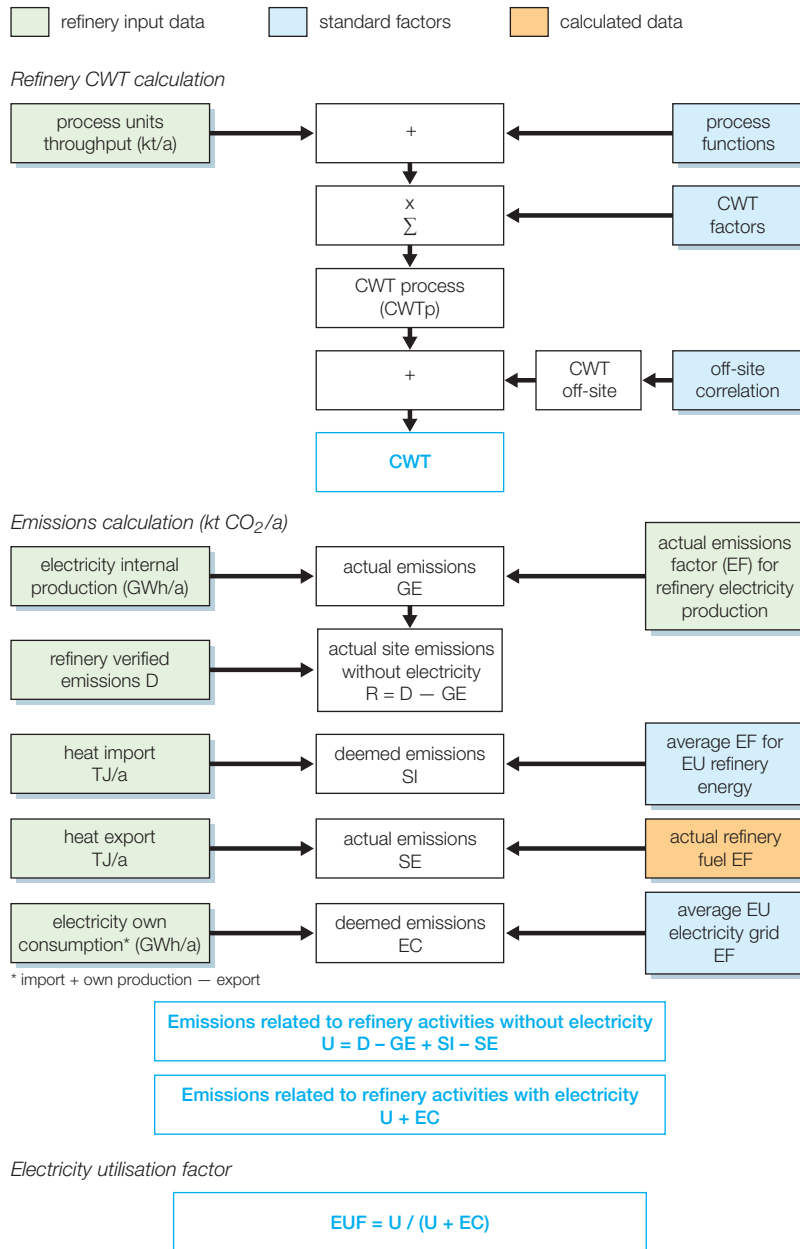 refinery input data
standard factors
calculated data
Refinery CWT calculation
process units
throughput (kt/a)
+
process
functions
x
∑
CWT
factors
CWT process
(CWTp)
+
CWT
off-site
off-site
correlation
CWT
Emissions calculation (kt CO₂/a)
electricity internal
production (GWh/a)
actual emissions
GE
actual emissions
factor (EF) for
refinery electricity
production
refinery verified
emissions D
actual site emissions
without electricity
R = D — GE
heat import
TJ/a
deemed emissions
SI
average EF for
EU refinery
energy
heat export
TJ/a
actual emissions
SE
actual refinery
fuel EF
electricity own
consumption* (GWh/a)
deemed emissions
EC
average EU
electricity grid
EF
* import + own production — export
Emissions related to refinery activities without electricity
U = D – GE + SI – SE
Emissions related to refinery activities with electricity
U + EC
Electricity utilisation factor
EUF = U / (U + EC)